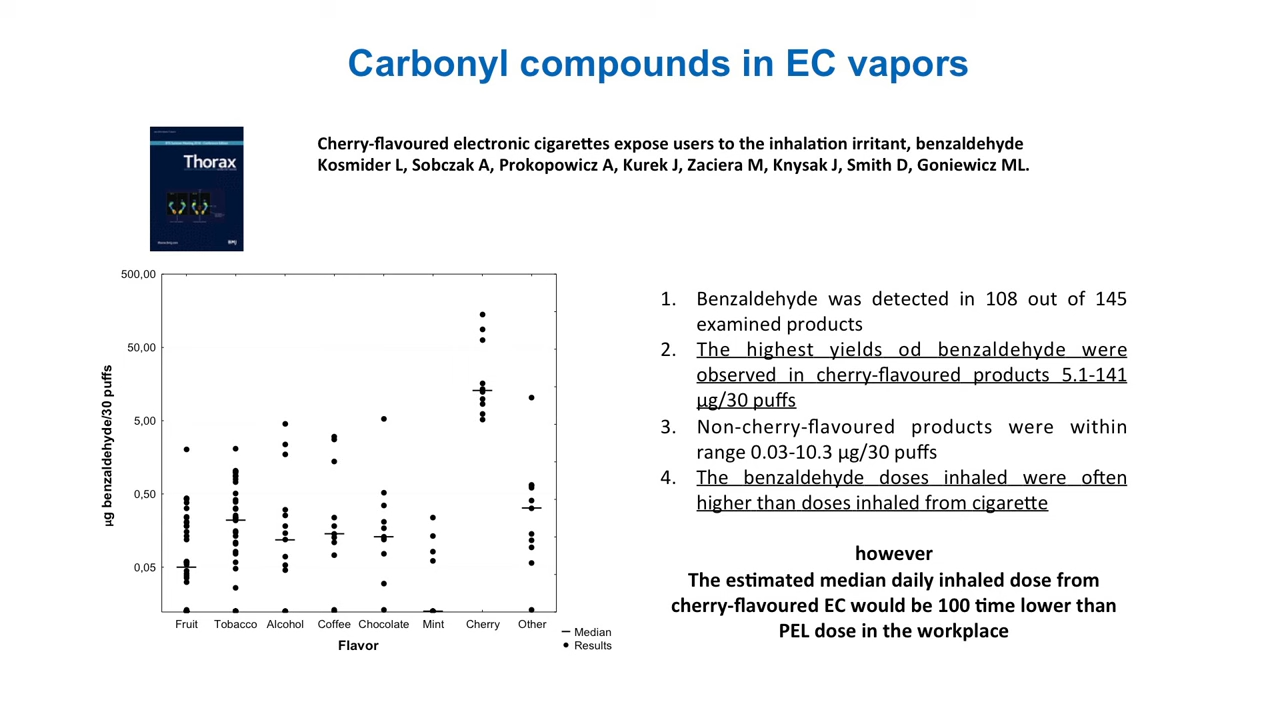 Carbonyl compounds in EC vapors
Thorax
BMJ
Cherry-flavoured electronic cigarettes expose users to the inhalation irritant, benzaldehyde
Kosmider L, Sobczak A, Prokopowicz A, Kurek J, Zaciera M, Knysak J, Smith D, Goniewicz ML.
500,00
50,00
5,00
0,50
0,05
µg benzaldehyde/30 puffs
Fruit Tobacco Alcohol Coffee Chocolate Mint Cherry Other
Flavor
Median
Results
1. Benzaldehyde was detected in 108 out of 145
examined products
2. The highest yields od benzaldehyde were
observed in cherry-flavoured products 5.1-141
µg/30 puffs
3. Non-cherry-flavoured products were within
range 0.03-10.3 µg/30 puffs
4. The benzaldehyde doses inhaled were often
higher than doses inhaled from cigarette
however
The estimated median daily inhaled dose from
cherry-flavoured EC would be 100 time lower than
PEL dose in the workplace